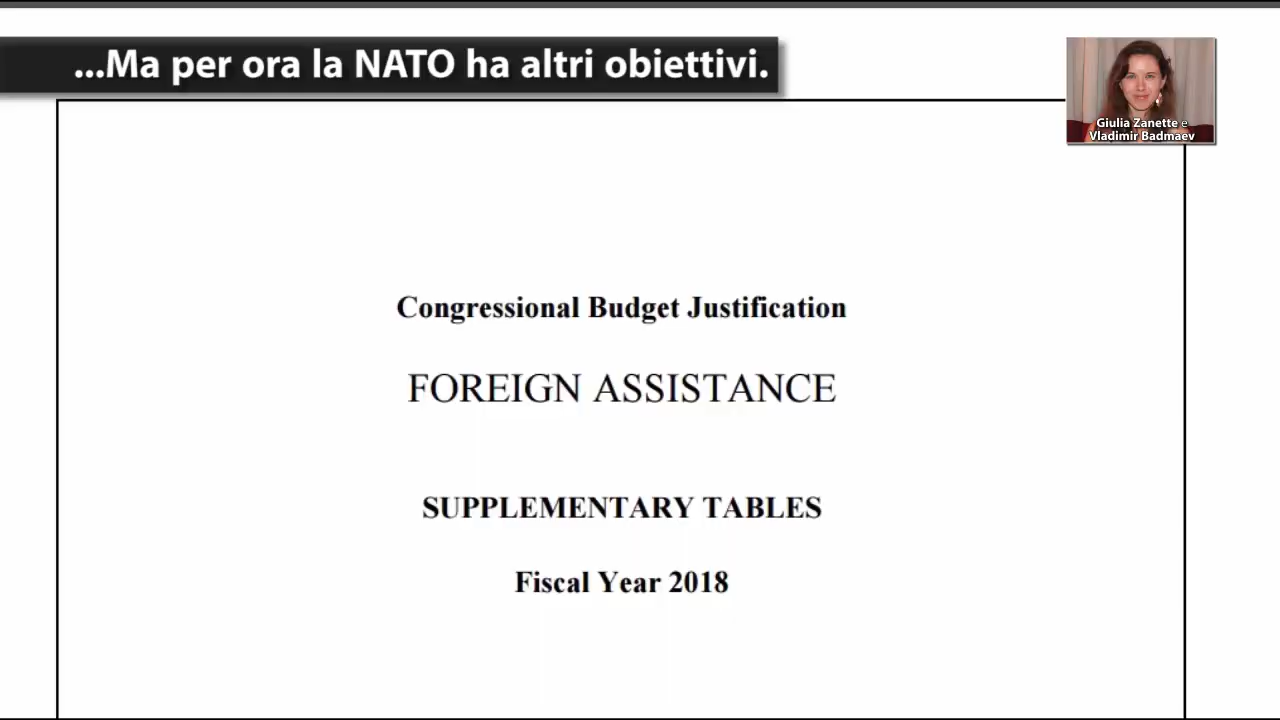 ...Ma per ora la NATO ha altri obiettivi.
Giulia Zanette e
Vladimir Badmaev
Congressional Budget Justification
FOREIGN ASSISTANCE
SUPPLEMENTARY TABLES
Fiscal Year 2018